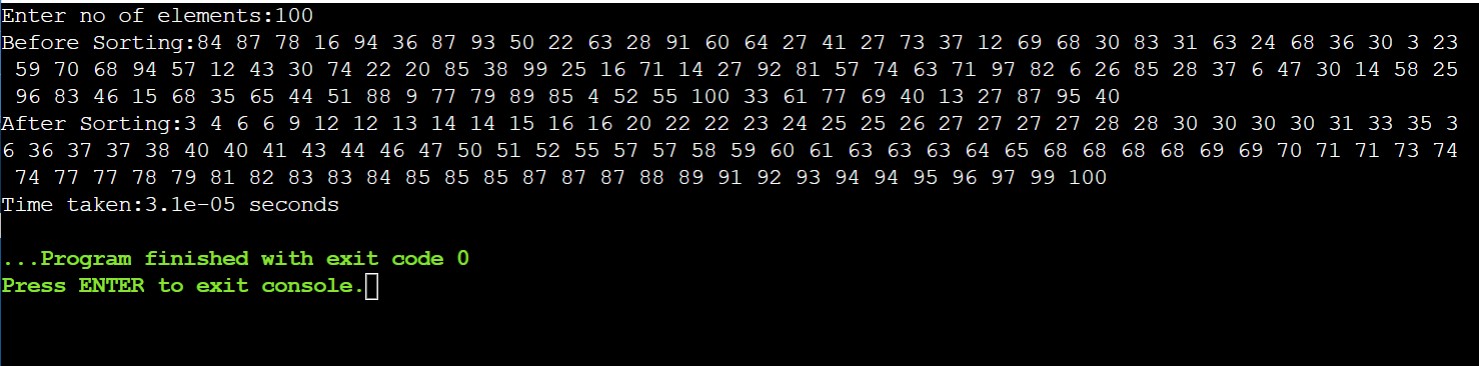 Enter no of elements:100
Before Sorting:84 87 78 16 94 36 87 93 50 22 63 28 91 60 64 27 41 27 73 37 12 69 68 30 83 31 63 24 68 36 30 3 23
59 70 68 94 57 12 43 30 74 22 20 85 38 99 25 16 71 14 27 92 81 57 74 63 71 97 82 6 26 85 28 37 6 47 30 14 58 25
96 83 46 15 68 35 65 44 51 88 9 77 79 89 85 4 52 55 100 33 61 77 69 40 13 27 87 95 40
After Sorting:3 4 6 6 9 12 12 13 14 14 15 16 16 20 22 22 23 24 25 25 26 27 27 27 27 28 28 30 30 30 30 31 33 35 3
6 36 37 37 38 40 40 41 43 44 46 47 50 51 52 55 57 57 58 59 60 61 63 63 63 64 65 68 68 68 68 69 69 70 71 71 73 74
74 77 77 78 79 81 82 83 83 84 85 85 85 87 87 87 88 89 91 92 93 94 94 95 96 97 99 100
Time taken:3.1e-05 seconds
...Program finished with exit code 0
Press ENTER to exit console.